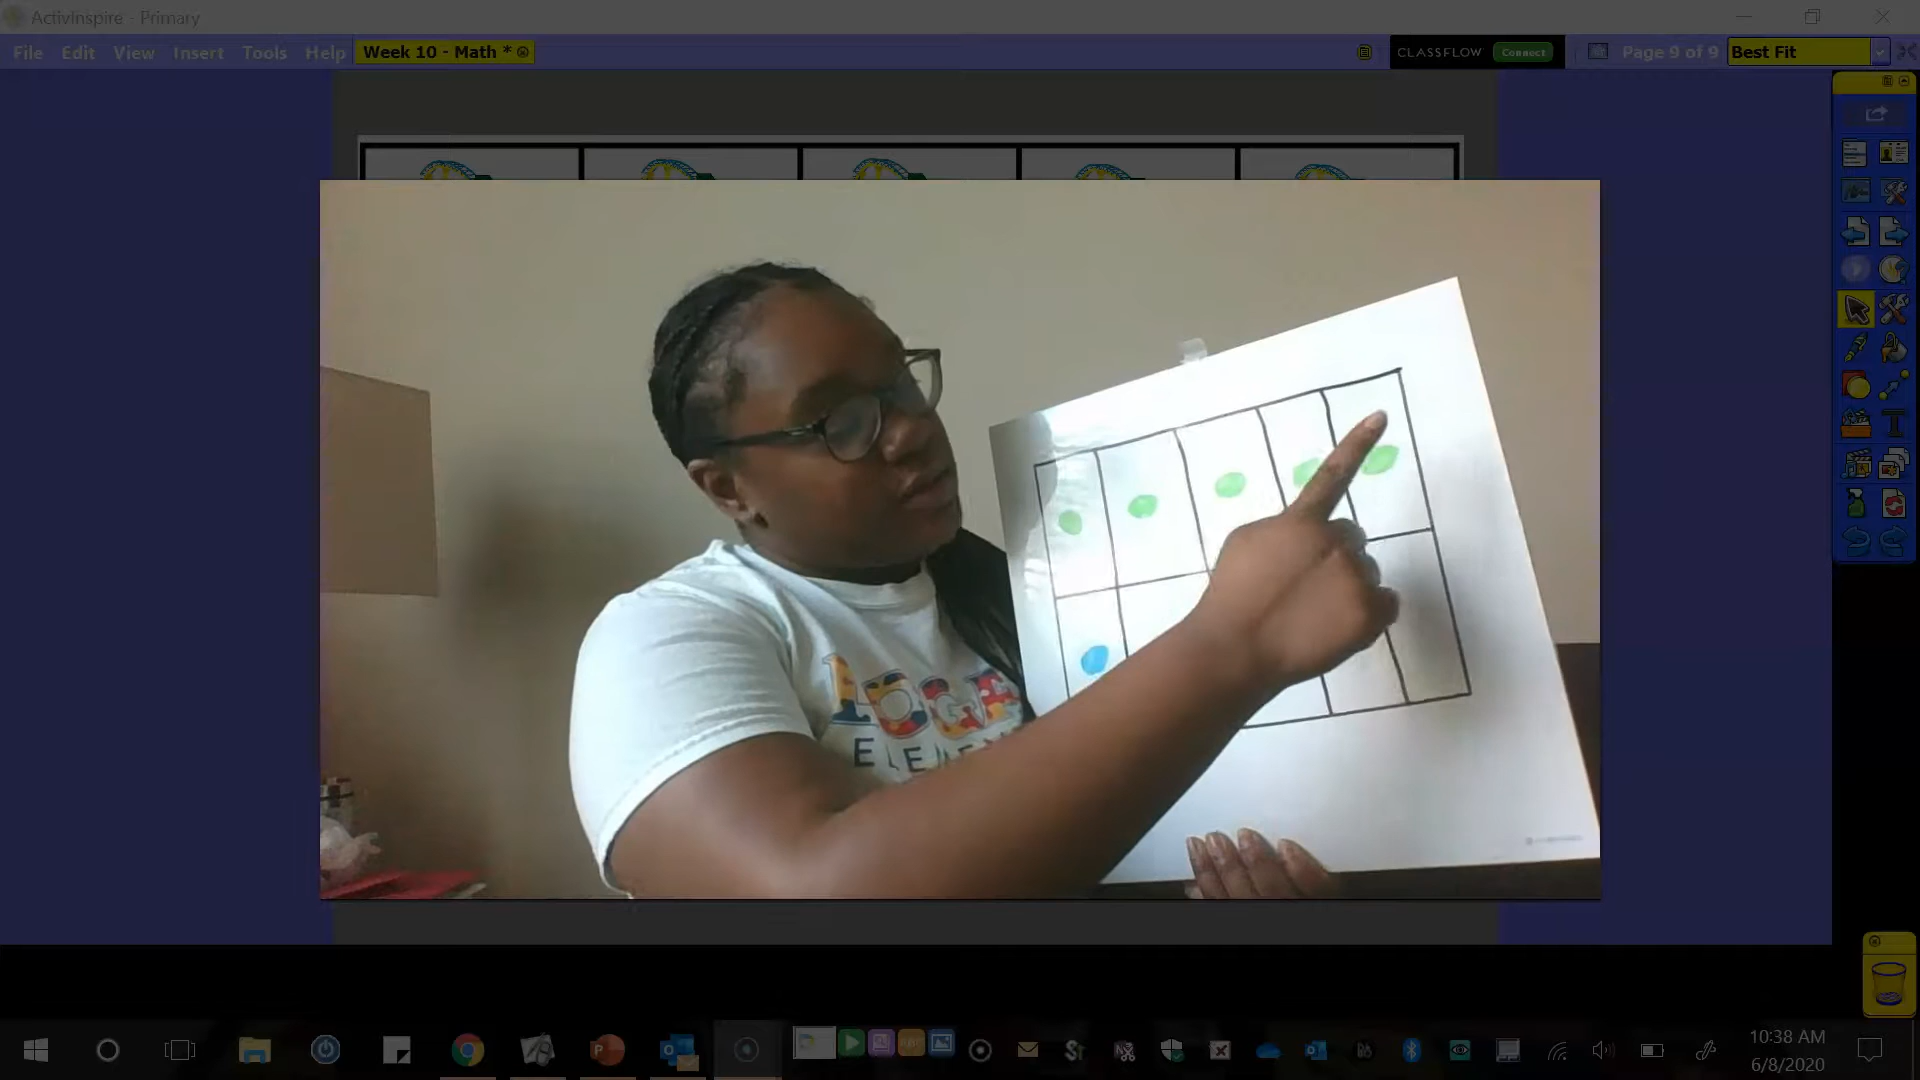 ActivInspire - Primary
File Edit View Insert Tools Help Week 10 - Math * CLASSFLOW Connect Page 9 of 9 Best Fit
ELEM
10:38 AM
6/8/2020